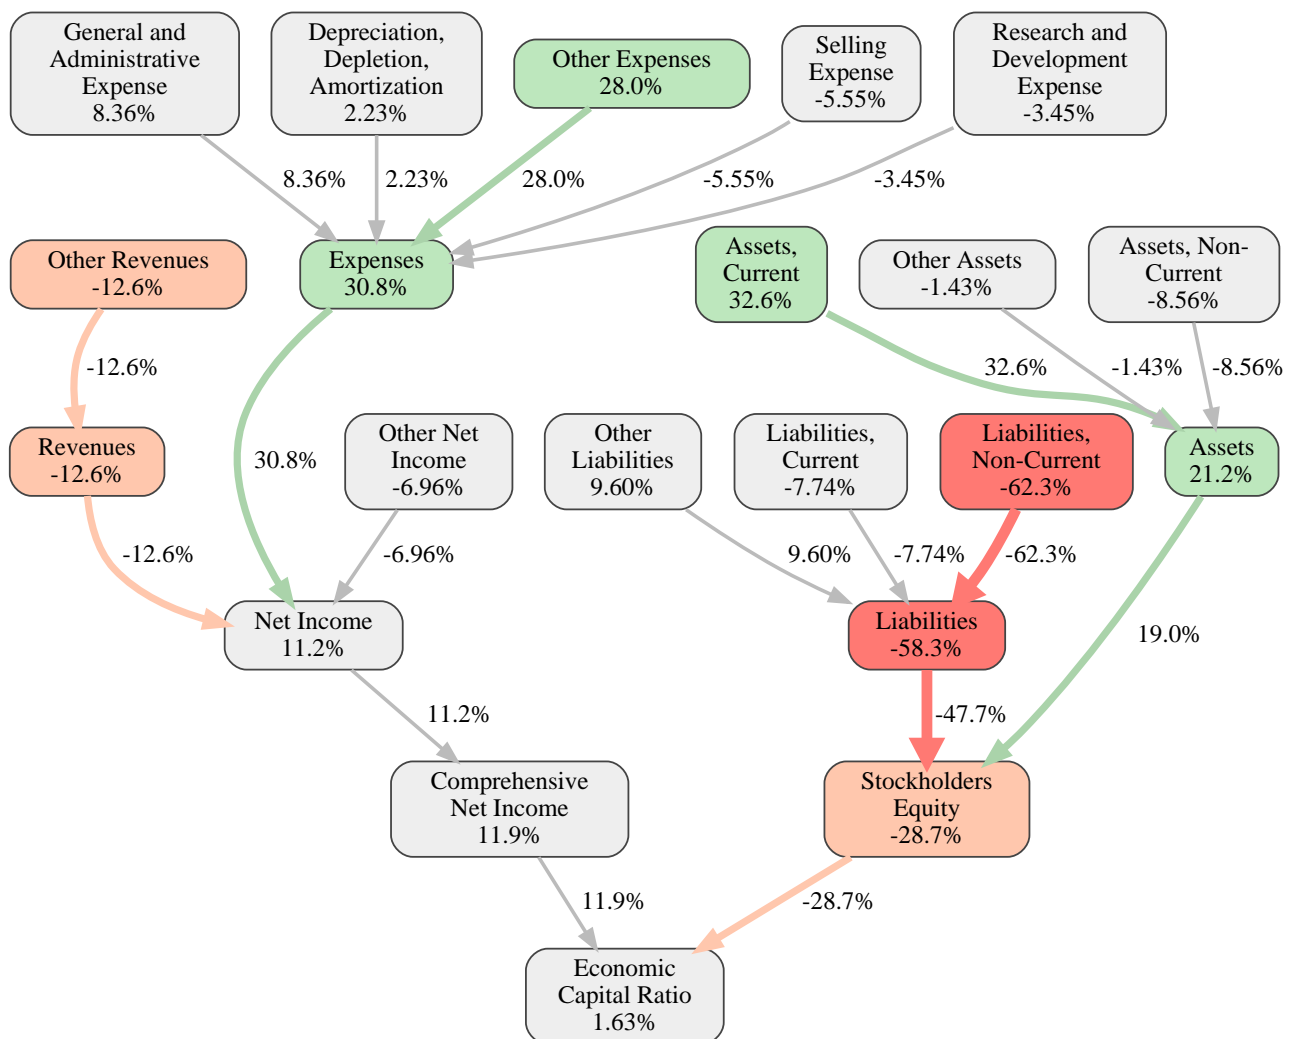 General and
Administrative
Expense
8.36%
Depreciation,
Depletion,
Amortization
2.23%
Other Expenses
28.0%
Selling
Expense
-5.55%
Research and
Development
Expense
-3.45%
8.36%
2.23%
28.0%
-5.55%
-3.45%
Other Revenues
-12.6%
Expenses
30.8%
Assets,
Current
32.6%
Other Assets
-1.43%
Assets, Non-
Current
-8.56%
-12.6%
32.6%
-1.43%
-8.56%
Revenues
-12.6%
30.8%
Other Net
Income
-6.96%
Other
Liabilities
9.60%
Liabilities,
Current
-7.74%
Liabilities,
Non-Current
-62.3%
Assets
21.2%
-12.6%
-6.96%
9.60%
-7.74%
-62.3%
Net Income
11.2%
Liabilities
-58.3%
19.0%
11.2%
-47.7%
Comprehensive
Net Income
11.9%
Stockholders
Equity
-28.7%
11.9%
-28.7%
Economic
Capital Ratio
1.63%